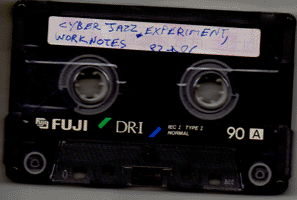 CYBER JAZZ EXPERIMENT,
WORKNOTES
FUJI DR-I
IEC I TYPE I
NORMAL
90 A